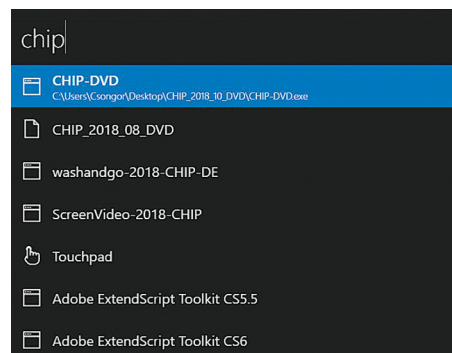 chip
CHIP-DVD
C:\Users\Csongor\Desktop\CHIP_2018_10_DVD\CHIP-DVD.exe
CHIP_2018_08_DVD
washandgo-2018-CHIP-DE
ScreenVideo-2018-CHIP
Touchpad
Adobe ExtendScript Toolkit CS5.5
Adobe ExtendScript Toolkit CS6